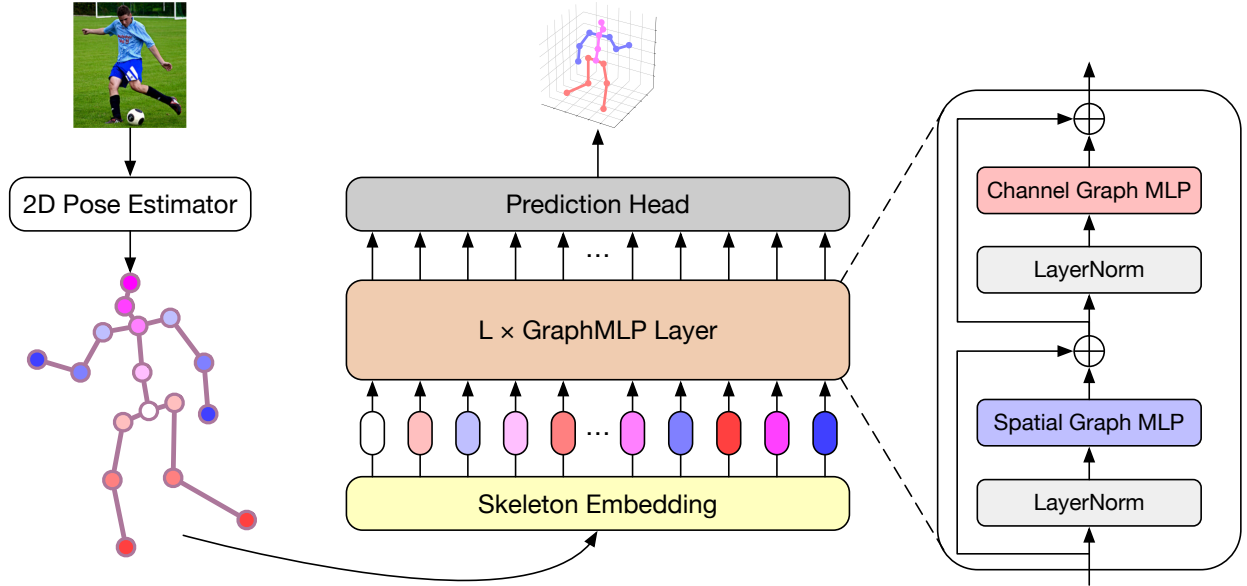 2D Pose Estimator
Prediction Head
...
L × GraphMLP Layer
...
Skeleton Embedding
Channel Graph MLP
LayerNorm
Spatial Graph MLP
LayerNorm